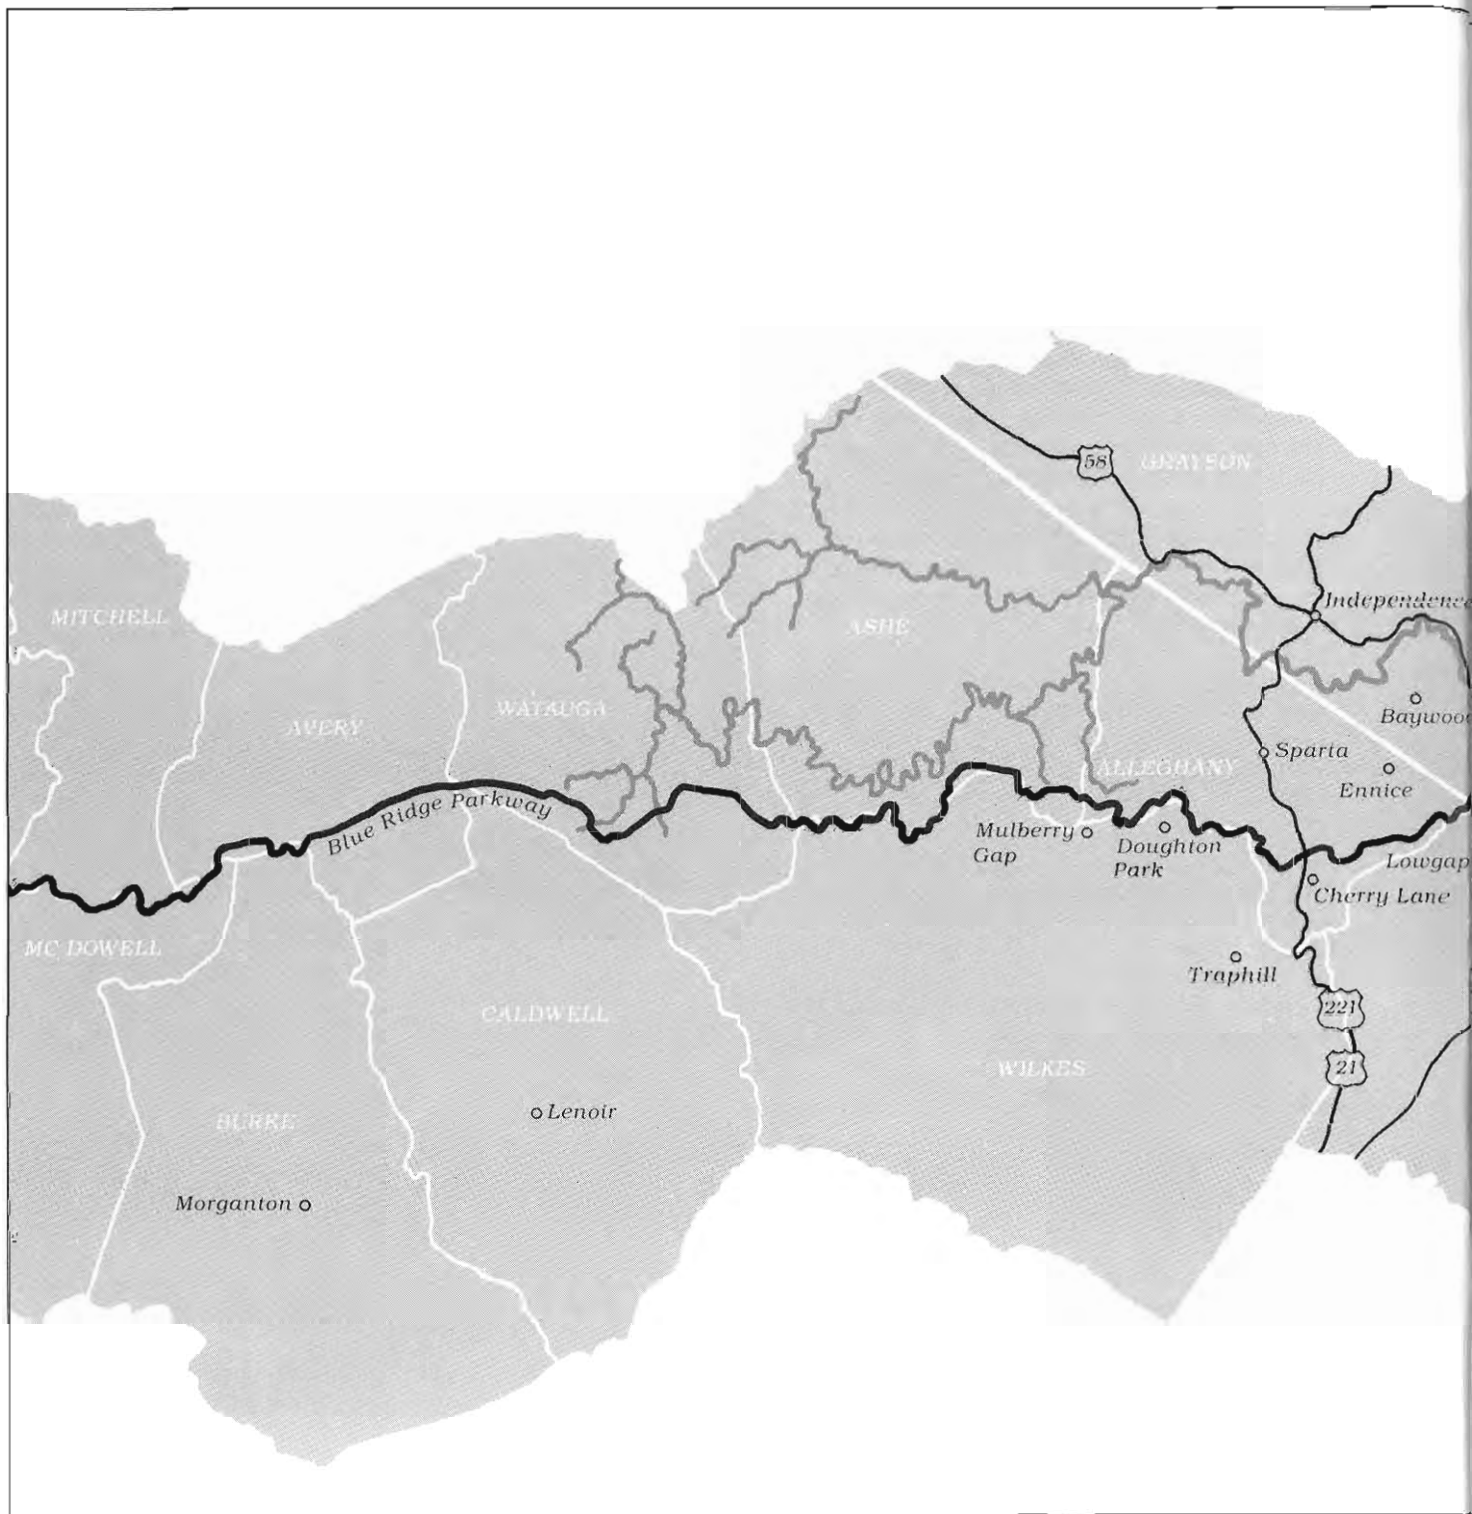 58
GRAYSON
Independence
MITCHELL
ASHE
WATAUGA
AVERY
Baywood
Sparta
ALLEGHANY
Ennice
Blue Ridge Parkway
Mulberry
Gap
Doughton
Park
Lowgap
Cherry Lane
MC DOWELL
Traphill
221
CALDWELL
21
WILKES
Lenoir
BURKE
Morganton